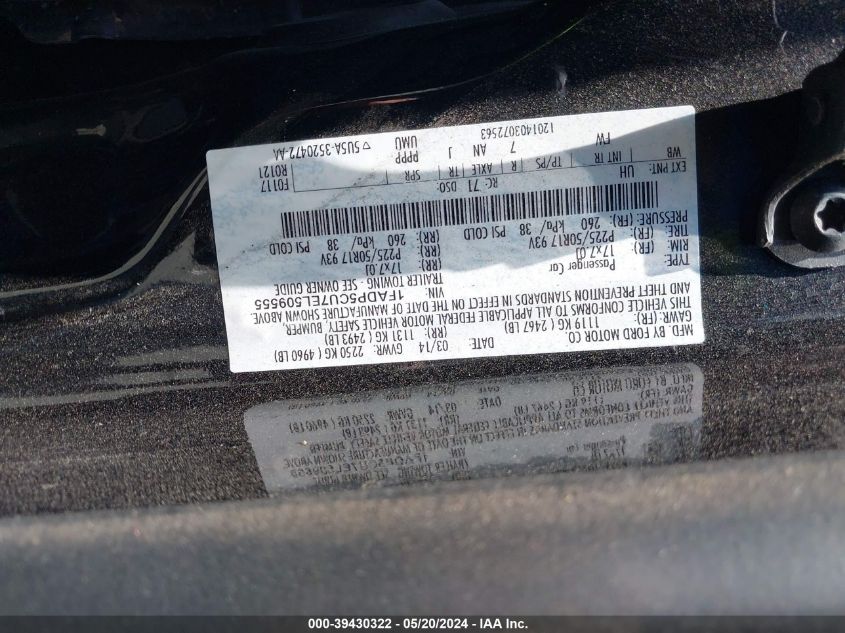 MFD BY FORD MOTOR CO.
DATE: 03/14 GVWR: 2250 KG ( 4960 LB)
GAWR: (FR) 1119 KG ( 2467 LB) (RR) 1131 KG ( 2493 LB)
THIS VEHICLE CONFORMS TO ALL APPLICABLE FEDERAL MOTOR VEHICLE SAFETY, BUMPER,
AND THEFT PREVENTION STANDARDS IN EFFECT ON THE DATE OF MANUFACTURE SHOWN ABOVE.
VIN: 1FADP5CU7EL509555
TYPE: Passenger Car TRAILER TOWING - SEE OWNER GUIDE
RIM: 17x7.0J 17x7.0J
TIRE: (FR) P225/50R17 93V (RR) P225/50R17 93V
PRESSURE: (FR) 260 kPa/ 38 PSI COLD (RR) 260 kPa/ 38 PSI COLD
EXT PNT: UH RC: 71 DSO: F0117
WB INT TR TP/PS R AXLE TR SPR R0121
FW 7 AN J PPPP UMU
1201403072563 5U5A-3520472-AA
000-39430322 - 05/20/2024 - IAA Inc.